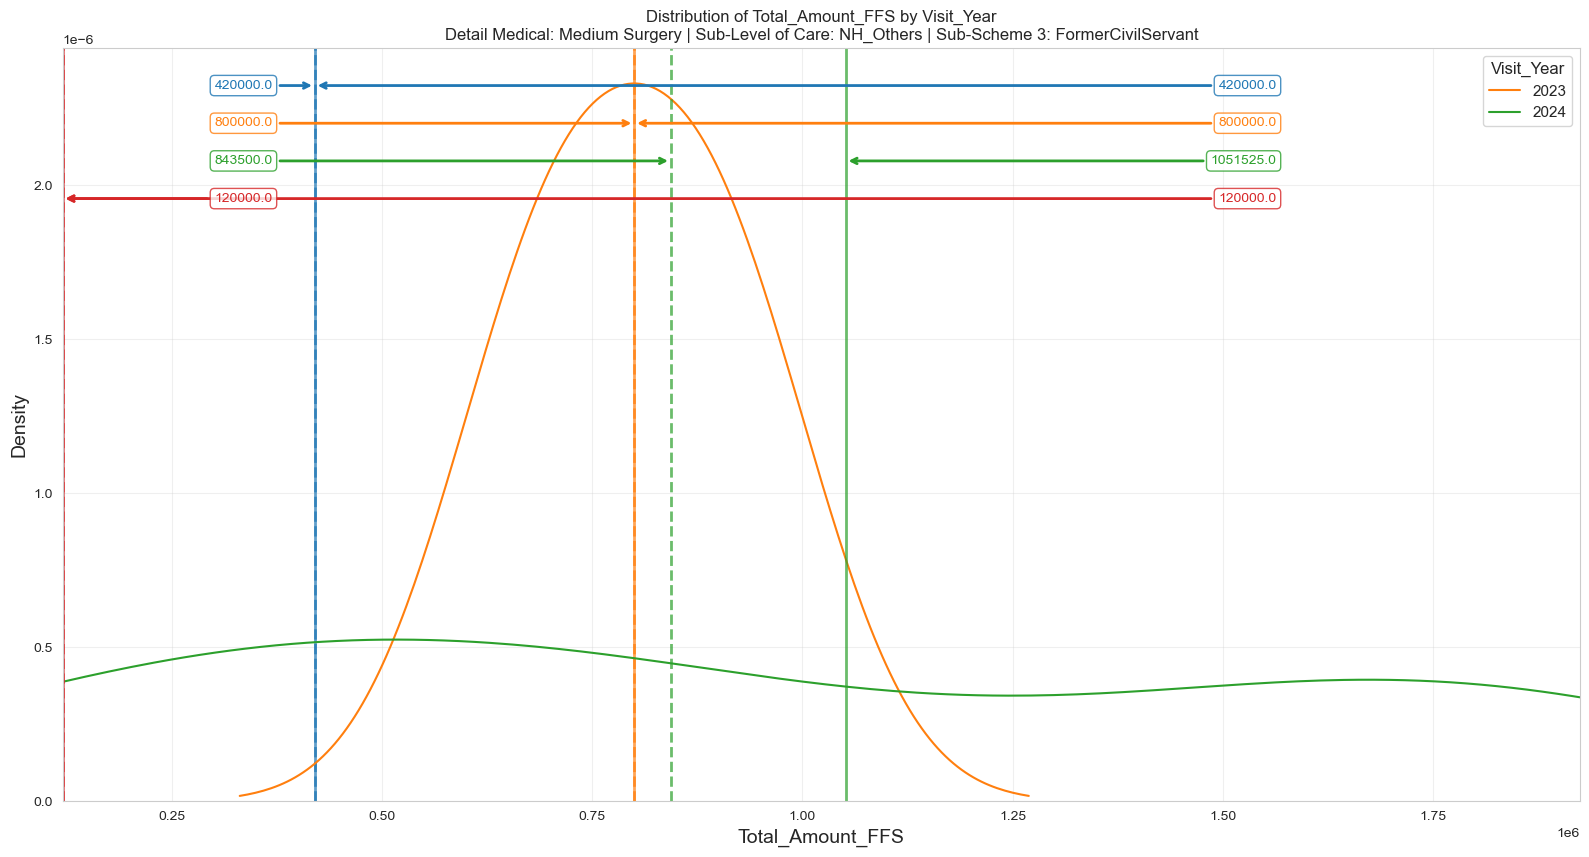 Distribution of Total_Amount_FFS by Visit_Year
Detail Medical: Medium Surgery | Sub-Level of Care: NH_Others | Sub-Scheme 3: FormerCivilServant
1e−6
Visit_Year
2023
2024
420000.0 420000.0
800000.0 800000.0
843500.0 1051525.0
120000.0 120000.0
2.0
1.5
1.0
0.5
0.0
Density
0.25 0.50 0.75 1.00 1.25 1.50 1.75
1e6
Total_Amount_FFS